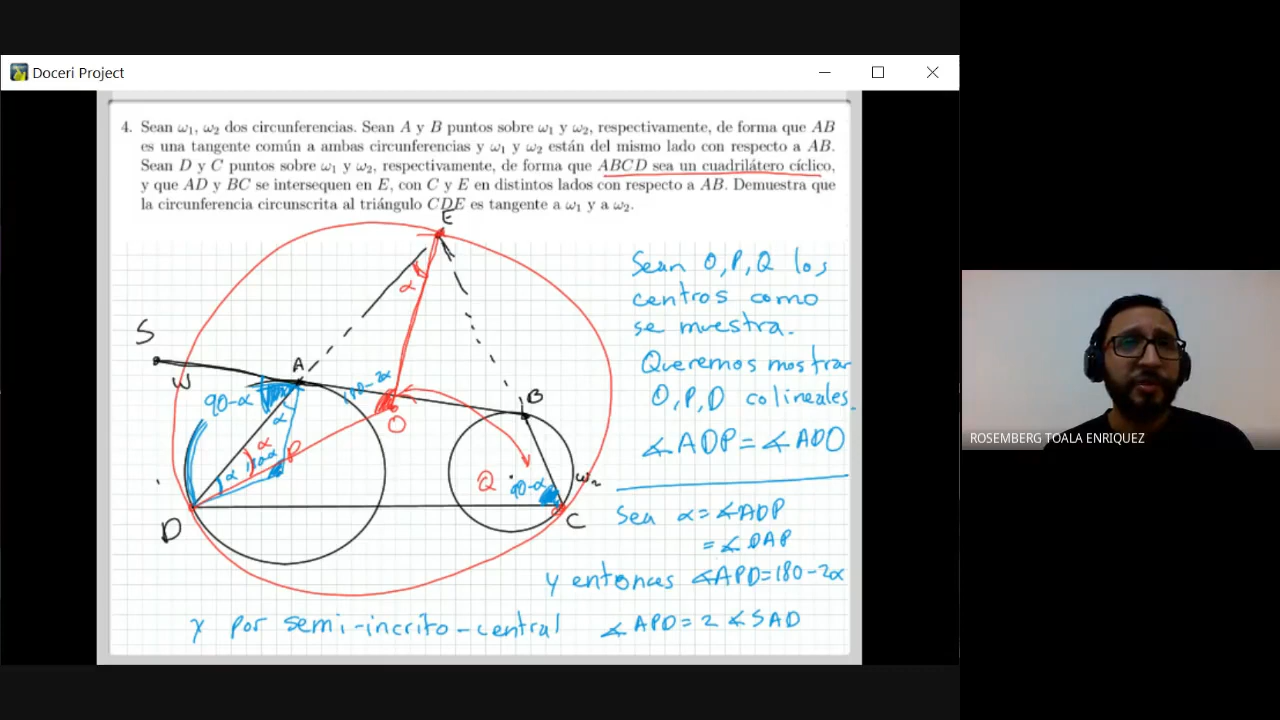 Doceri Project
4. Sean ω₁, ω₂ dos circunferencias. Sean A y B puntos sobre ω₁ y ω₂, respectivamente, de forma que AB
es una tangente común a ambas circunferencias y ω₁ y ω₂ están del mismo lado con respecto a AB.
Sean D y C puntos sobre ω₁ y ω₂, respectivamente, de forma que ABCD sea un cuadrilátero cíclico,
y que AD y BC se intersequen en E, con C y E en distintos lados con respecto a AB. Demuestra que
la circunferencia circunscrita al triángulo CDE es tangente a ω₁ y a ω₂.
E
α
S
A
ω
90-α
180-2α
B
α
O
α
P
α
Q
90-α
ω₂
D
C
Sean O, P, Q los
centros como
se muestra.
Queremos mostrar
O, P, D colineales.
∡ADP=∡ADO
Sea α=∡ADP
=∡DAP
y entonces ∡APD=180-2α
y por semi-incrito-central ∡APD=2∡SAD
ROSEMBERG TOALA ENRIQUEZ